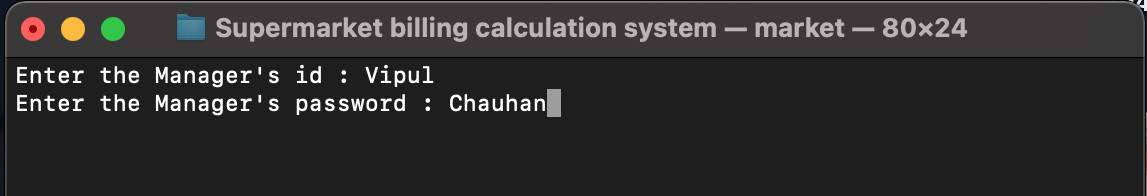 Supermarket billing calculation system — market — 80×24
Enter the Manager's id : Vipul
Enter the Manager's password : Chauhan